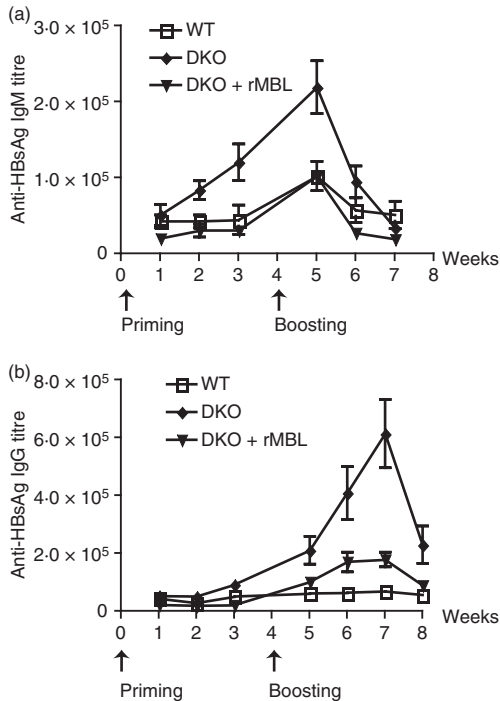 (a)
Anti-HBsAg IgM titre
3·0 × 10⁵
2·0 × 10⁵
1·0 × 10⁵
0
WT
DKO
DKO + rMBL
0 1 2 3 4 5 6 7 8 Weeks
Priming Boosting
(b)
Anti-HBsAg IgG titre
8·0 × 10⁵
6·0 × 10⁵
4·0 × 10⁵
2·0 × 10⁵
0
WT
DKO
DKO + rMBL
0 1 2 3 4 5 6 7 8 Weeks
Priming Boosting